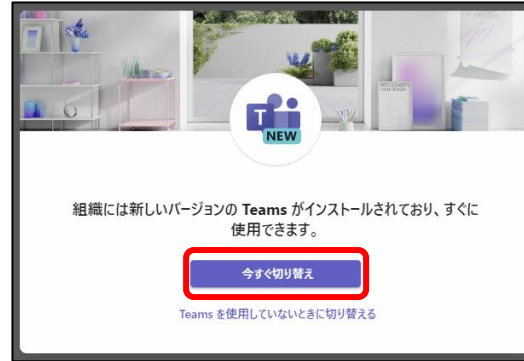 T
NEW
組織には新しいバージョンの Teams がインストールされており、すぐに
使用できます。
今すぐ切り替え
Teams を使用していないときに切り替える